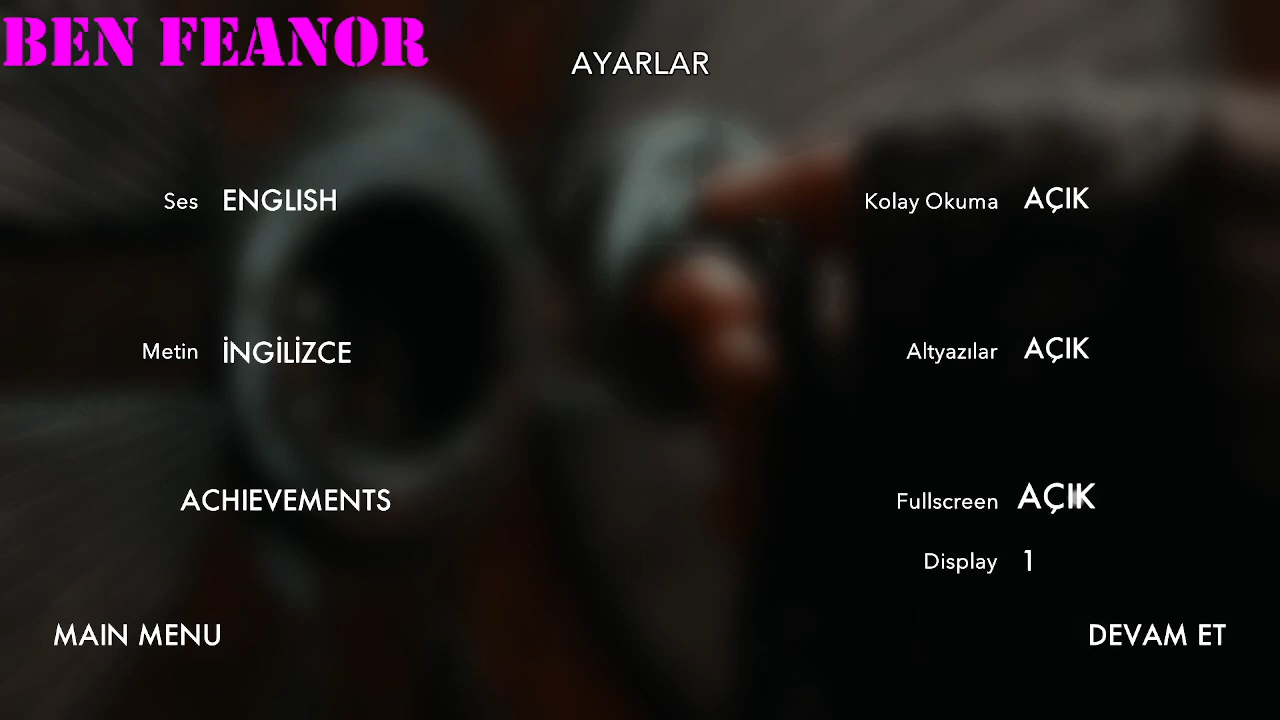 BEN FEANOR
AYARLAR
Ses ENGLISH
Kolay Okuma AÇIK
Metin İNGİLİZCE
Altyazılar AÇIK
ACHIEVEMENTS
Fullscreen AÇIK
Display 1
MAIN MENU
DEVAM ET